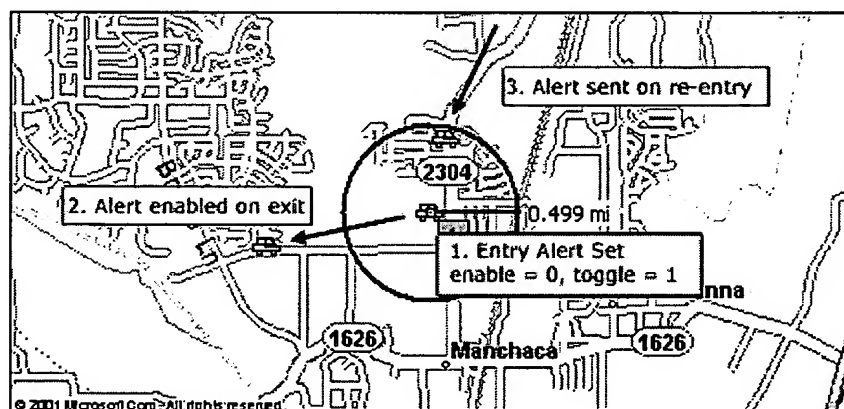 3. Alert sent on re-entry
2304
2. Alert enabled on exit
0.499 mi
1. Entry Alert Set
enable = 0, toggle = 1
nna
1626
1626
Manchaca
© 2001 Microsoft Corp. All rights reserved.